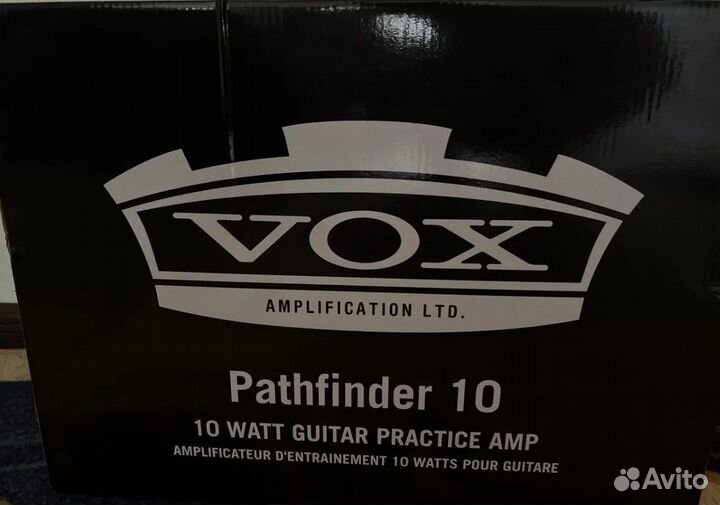 VOX
AMPLIFICATION LTD.
Pathfinder 10
10 WATT GUITAR PRACTICE AMP
AMPLIFICATEUR D'ENTRAINEMENT 10 WATTS POUR GUITARE
Avito